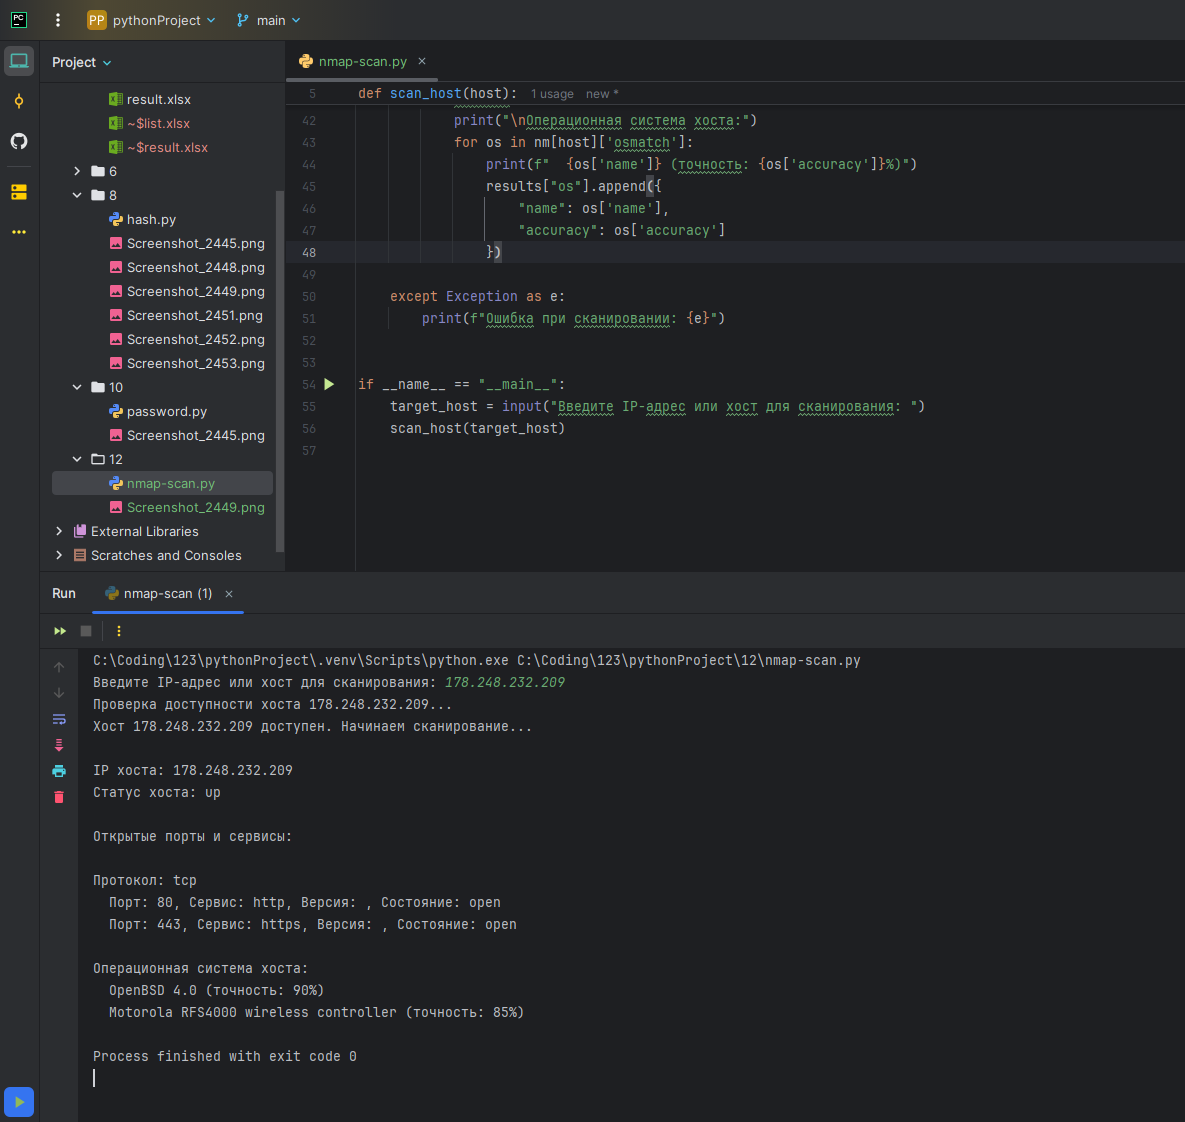 PC
PP pythonProject main
Project
nmap-scan.py
result.xlsx
~$list.xlsx
~$result.xlsx
6
8
hash.py
Screenshot_2445.png
Screenshot_2448.png
Screenshot_2449.png
Screenshot_2451.png
Screenshot_2452.png
Screenshot_2453.png
10
password.py
Screenshot_2445.png
12
nmap-scan.py
Screenshot_2449.png
External Libraries
Scratches and Consoles
5 def scan_host(host): 1 usage new *
42 print("\nОперационная система хоста:")
43 for os in nm[host]['osmatch']:
44 print(f"  {os['name']} (точность: {os['accuracy']}%)")
45 results["os"].append({
46 "name": os['name'],
47 "accuracy": os['accuracy']
48 })
49
50 except Exception as e:
51 print(f"Ошибка при сканировании: {e}")
52
53
54 if __name__ == "__main__":
55 target_host = input("Введите IP-адрес или хост для сканирования: ")
56 scan_host(target_host)
57
Run nmap-scan (1)
C:\Coding\123\pythonProject\.venv\Scripts\python.exe C:\Coding\123\pythonProject\12\nmap-scan.py
Введите IP-адрес или хост для сканирования: 178.248.232.209
Проверка доступности хоста 178.248.232.209...
Хост 178.248.232.209 доступен. Начинаем сканирование...
IP хоста: 178.248.232.209
Статус хоста: up
Открытые порты и сервисы:
Протокол: tcp
Порт: 80, Сервис: http, Версия: , Состояние: open
Порт: 443, Сервис: https, Версия: , Состояние: open
Операционная система хоста:
OpenBSD 4.0 (точность: 90%)
Motorola RFS4000 wireless controller (точность: 85%)
Process finished with exit code 0